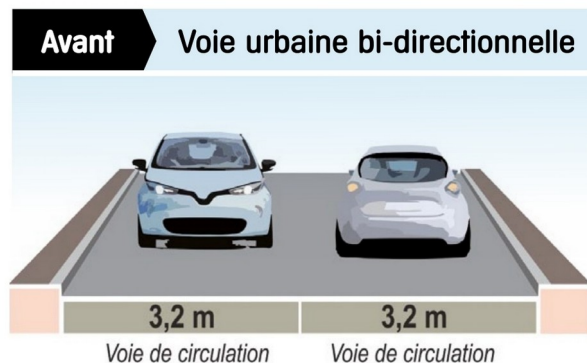 Avant Voie urbaine bi-directionnelle
3,2 m 3,2 m
Voie de circulation Voie de circulation